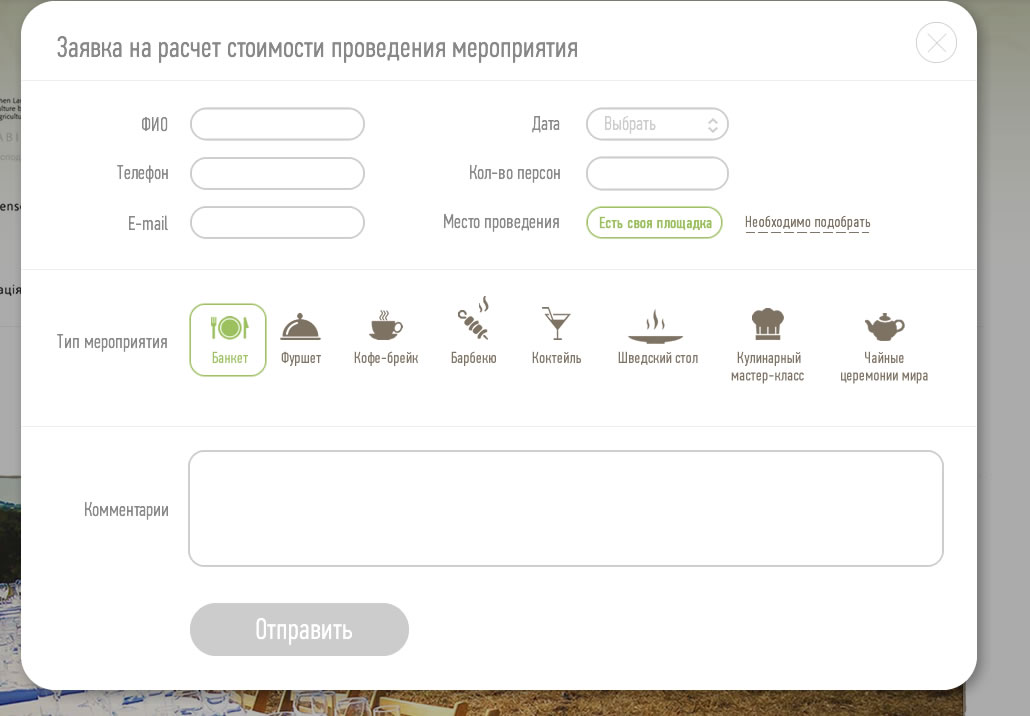 Заявка на расчет стоимости проведения мероприятия
ФИО
Дата
Выбрать
Телефон
Кол-во персон
E-mail
Место проведения
Есть своя площадка
Необходимо подобрать
Тип мероприятия
Банкет
Фуршет
Кофе-брейк
Барбекю
Коктейль
Шведский стол
Кулинарный
мастер-класс
Чайные
церемонии мира
Комментарии
Отправить